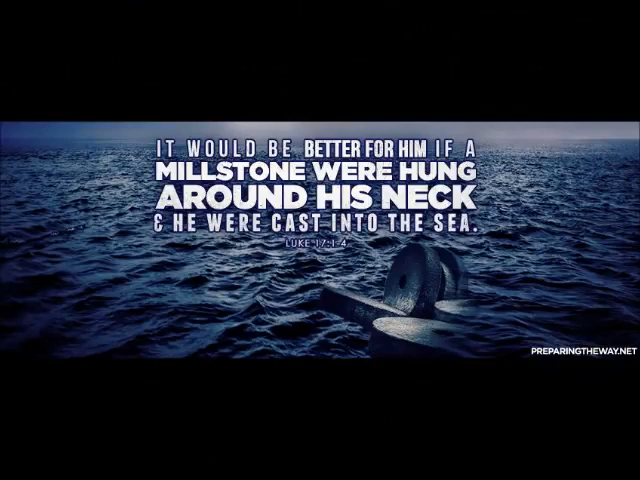 IT WOULD BE BETTER FOR HIM IF A
MILLSTONE WERE HUNG
AROUND HIS NECK
& HE WERE CAST INTO THE SEA.
LUKE 17:1-4
PREPARINGTHEWAY.NET